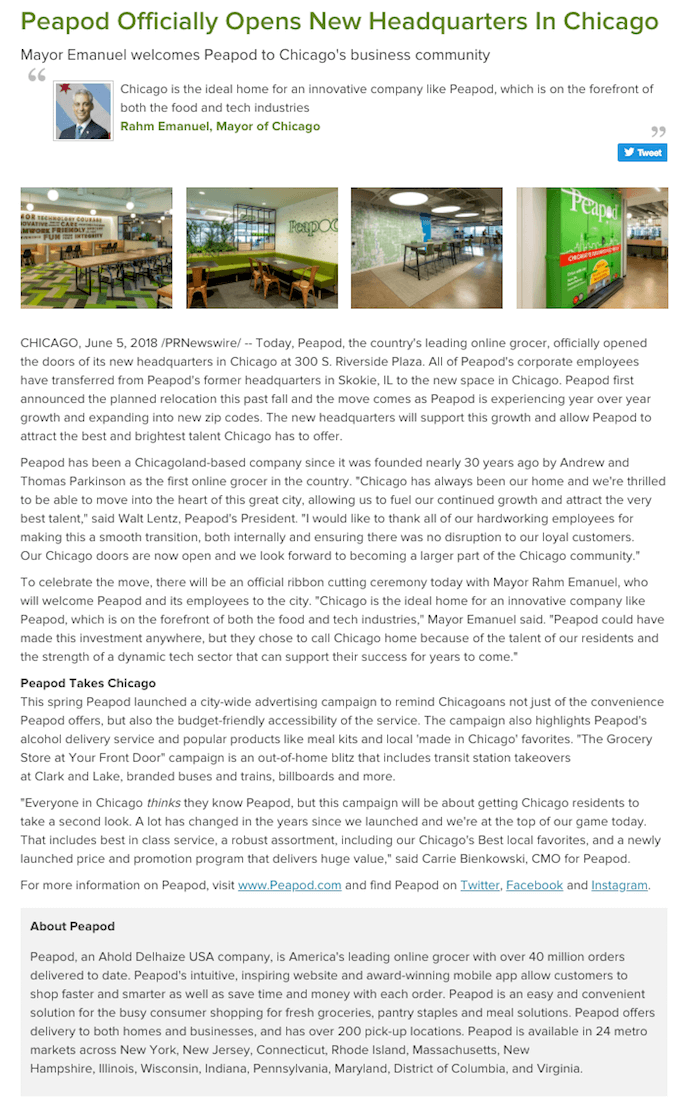 Peapod Officially Opens New Headquarters In Chicago
Mayor Emanuel welcomes Peapod to Chicago's business community
“
Chicago is the ideal home for an innovative company like Peapod, which is on the forefront of
both the food and tech industries
Rahm Emanuel, Mayor of Chicago
”
Tweet
TECHNOLOGY COURAGE
CARE
FRIENDLY
FUN INTEGRITY
Peapod
Peapod
CHICAGO, June 5, 2018 /PRNewswire/ -- Today, Peapod, the country's leading online grocer, officially opened
the doors of its new headquarters in Chicago at 300 S. Riverside Plaza. All of Peapod's corporate employees
have transferred from Peapod's former headquarters in Skokie, IL to the new space in Chicago. Peapod first
announced the planned relocation this past fall and the move comes as Peapod is experiencing year over year
growth and expanding into new zip codes. The new headquarters will support this growth and allow Peapod to
attract the best and brightest talent Chicago has to offer.
Peapod has been a Chicagoland-based company since it was founded nearly 30 years ago by Andrew and
Thomas Parkinson as the first online grocer in the country. "Chicago has always been our home and we're thrilled
to be able to move into the heart of this great city, allowing us to fuel our continued growth and attract the very
best talent," said Walt Lentz, Peapod's President. "I would like to thank all of our hardworking employees for
making this a smooth transition, both internally and ensuring there was no disruption to our loyal customers.
Our Chicago doors are now open and we look forward to becoming a larger part of the Chicago community."
To celebrate the move, there will be an official ribbon cutting ceremony today with Mayor Rahm Emanuel, who
will welcome Peapod and its employees to the city. "Chicago is the ideal home for an innovative company like
Peapod, which is on the forefront of both the food and tech industries," Mayor Emanuel said. "Peapod could have
made this investment anywhere, but they chose to call Chicago home because of the talent of our residents and
the strength of a dynamic tech sector that can support their success for years to come."
Peapod Takes Chicago
This spring Peapod launched a city-wide advertising campaign to remind Chicagoans not just of the convenience
Peapod offers, but also the budget-friendly accessibility of the service. The campaign also highlights Peapod's
alcohol delivery service and popular products like meal kits and local 'made in Chicago' favorites. "The Grocery
Store at Your Front Door" campaign is an out-of-home blitz that includes transit station takeovers
at Clark and Lake, branded buses and trains, billboards and more.
"Everyone in Chicago thinks they know Peapod, but this campaign will be about getting Chicago residents to
take a second look. A lot has changed in the years since we launched and we're at the top of our game today.
That includes best in class service, a robust assortment, including our Chicago's Best local favorites, and a newly
launched price and promotion program that delivers huge value," said Carrie Bienkowski, CMO for Peapod.
For more information on Peapod, visit www.Peapod.com and find Peapod on Twitter, Facebook and Instagram.
About Peapod
Peapod, an Ahold Delhaize USA company, is America's leading online grocer with over 40 million orders
delivered to date. Peapod's intuitive, inspiring website and award-winning mobile app allow customers to
shop faster and smarter as well as save time and money with each order. Peapod is an easy and convenient
solution for the busy consumer shopping for fresh groceries, pantry staples and meal solutions. Peapod offers
delivery to both homes and businesses, and has over 200 pick-up locations. Peapod is available in 24 metro
markets across New York, New Jersey, Connecticut, Rhode Island, Massachusetts, New
Hampshire, Illinois, Wisconsin, Indiana, Pennsylvania, Maryland, District of Columbia, and Virginia.